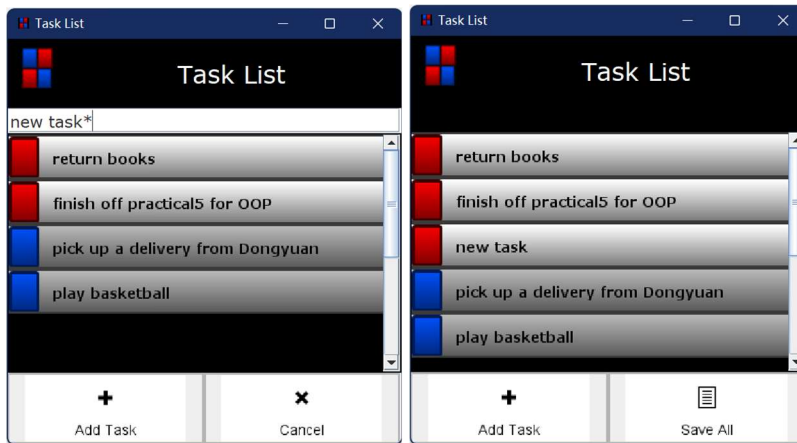 Task List
Task List
new task*
return books
finish off practical5 for OOP
pick up a delivery from Dongyuan
play basketball
Add Task
Cancel
Task List
Task List
return books
finish off practical5 for OOP
new task
pick up a delivery from Dongyuan
play basketball
Add Task
Save All